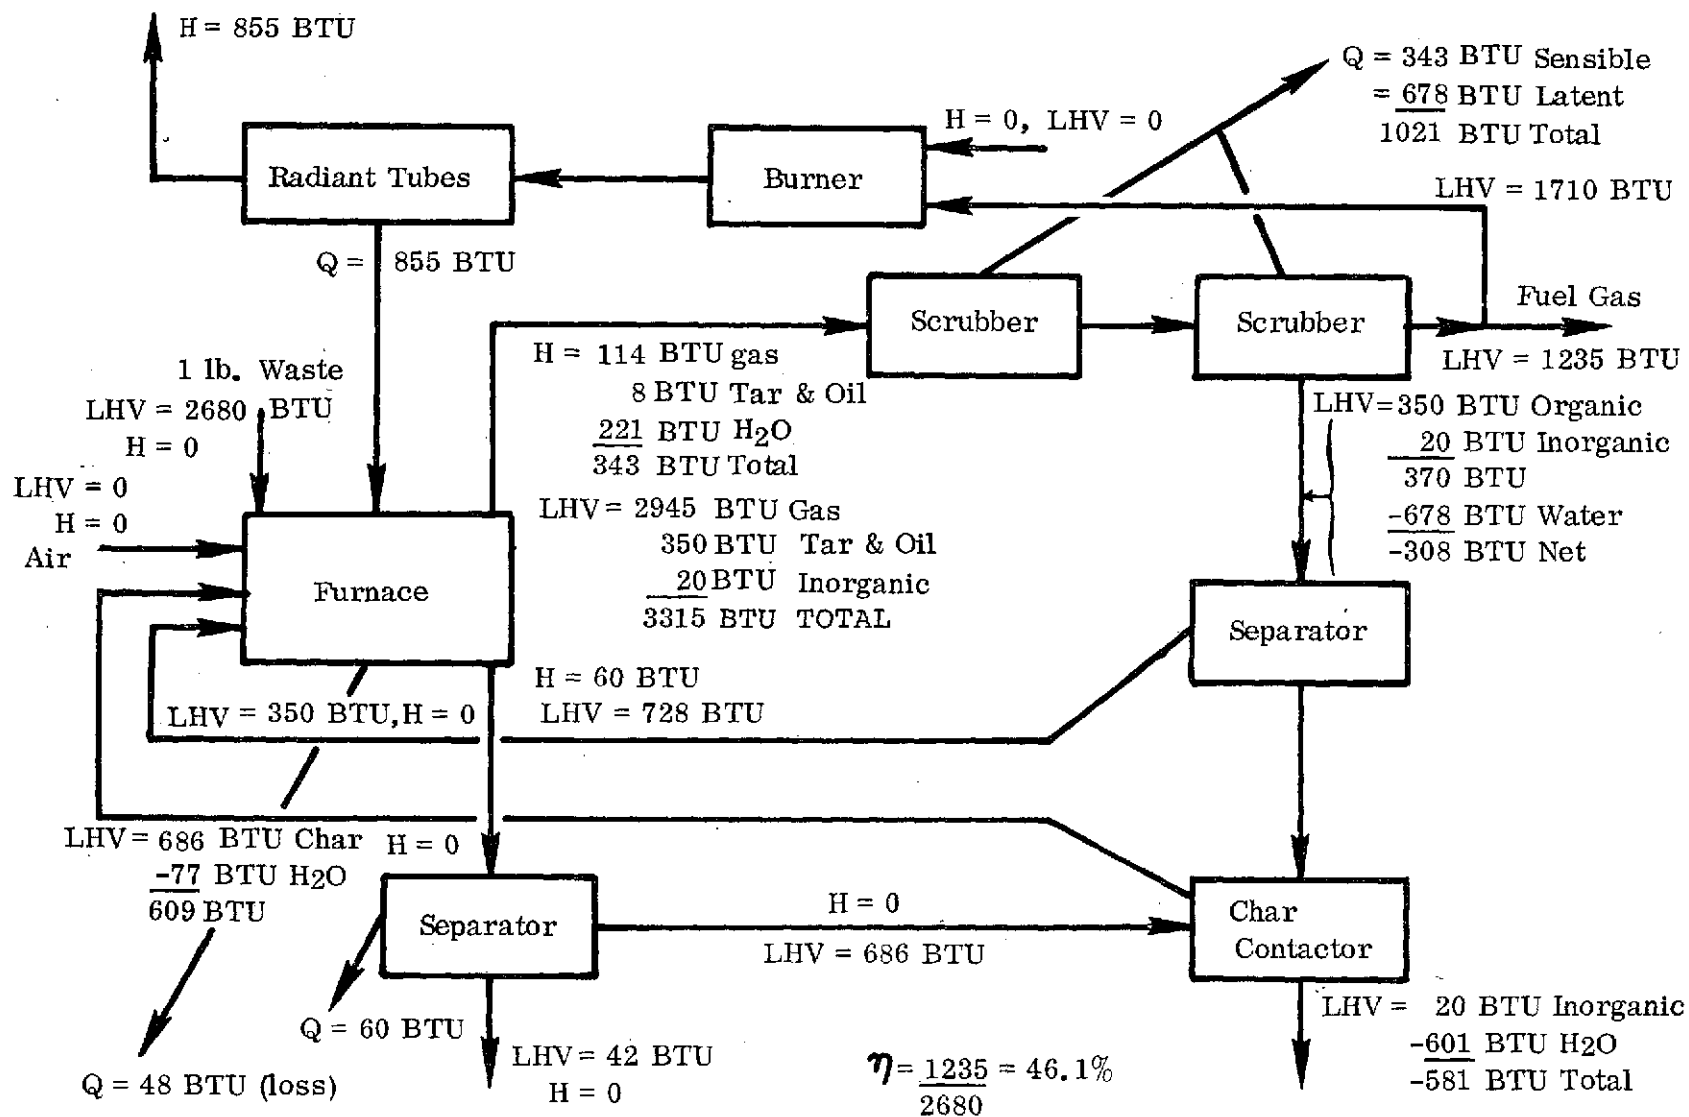 H = 855 BTU
Q = 343 BTU Sensible
= 678 BTU Latent
1021 BTU Total
H = 0, LHV = 0
Radiant Tubes
Burner
LHV = 1710 BTU
Q = 855 BTU
Scrubber
Scrubber
Fuel Gas
LHV = 1235 BTU
H = 114 BTU gas
8 BTU Tar & Oil
221 BTU H2O
343 BTU Total
1 lb. Waste
LHV = 2680 BTU
H = 0
LHV = 0
H = 0
Air
LHV = 350 BTU Organic
20 BTU Inorganic
370 BTU
-678 BTU Water
-308 BTU Net
LHV = 2945 BTU Gas
350 BTU Tar & Oil
20 BTU Inorganic
3315 BTU TOTAL
Furnace
Separator
H = 60 BTU
LHV = 728 BTU
LHV = 350 BTU, H = 0
LHV = 686 BTU Char H = 0
-77 BTU H2O
609 BTU
Separator
H = 0
LHV = 686 BTU
Char
Contactor
Q = 60 BTU
Q = 48 BTU (loss)
LHV = 42 BTU
H = 0
η = 1235 = 46.1%
2680
LHV = 20 BTU Inorganic
-601 BTU H2O
-581 BTU Total